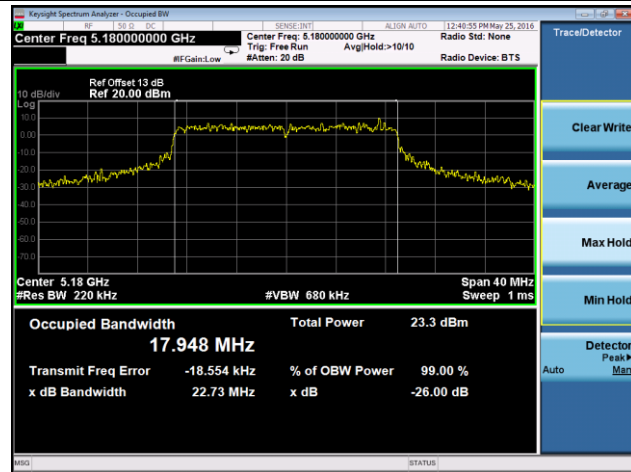 Keysight Spectrum Analyzer - Occupied BW
LXI RF 50 Ω DC SENSE:INT ALIGN AUTO 12:40:55 PM May 25, 2016
Center Freq 5.180000000 GHz Center Freq: 5.180000000 GHz Radio Std: None
Trig: Free Run Avg|Hold:>10/10
#IFGain:Low #Atten: 20 dB Radio Device: BTS
Trace/Detector
Ref Offset 13 dB
10 dB/div Ref 20.00 dBm
Log
10.0
0.00
-10.0
-20.0
-30.0
-40.0
-50.0
-60.0
-70.0
Center 5.18 GHz Span 40 MHz
#Res BW 220 kHz #VBW 680 kHz Sweep 1 ms
Occupied Bandwidth Total Power 23.3 dBm
17.948 MHz
Transmit Freq Error -18.554 kHz % of OBW Power 99.00 %
x dB Bandwidth 22.73 MHz x dB -26.00 dB
Clear Write
Average
Max Hold
Min Hold
Detector
Peak
Auto Man
MSG STATUS